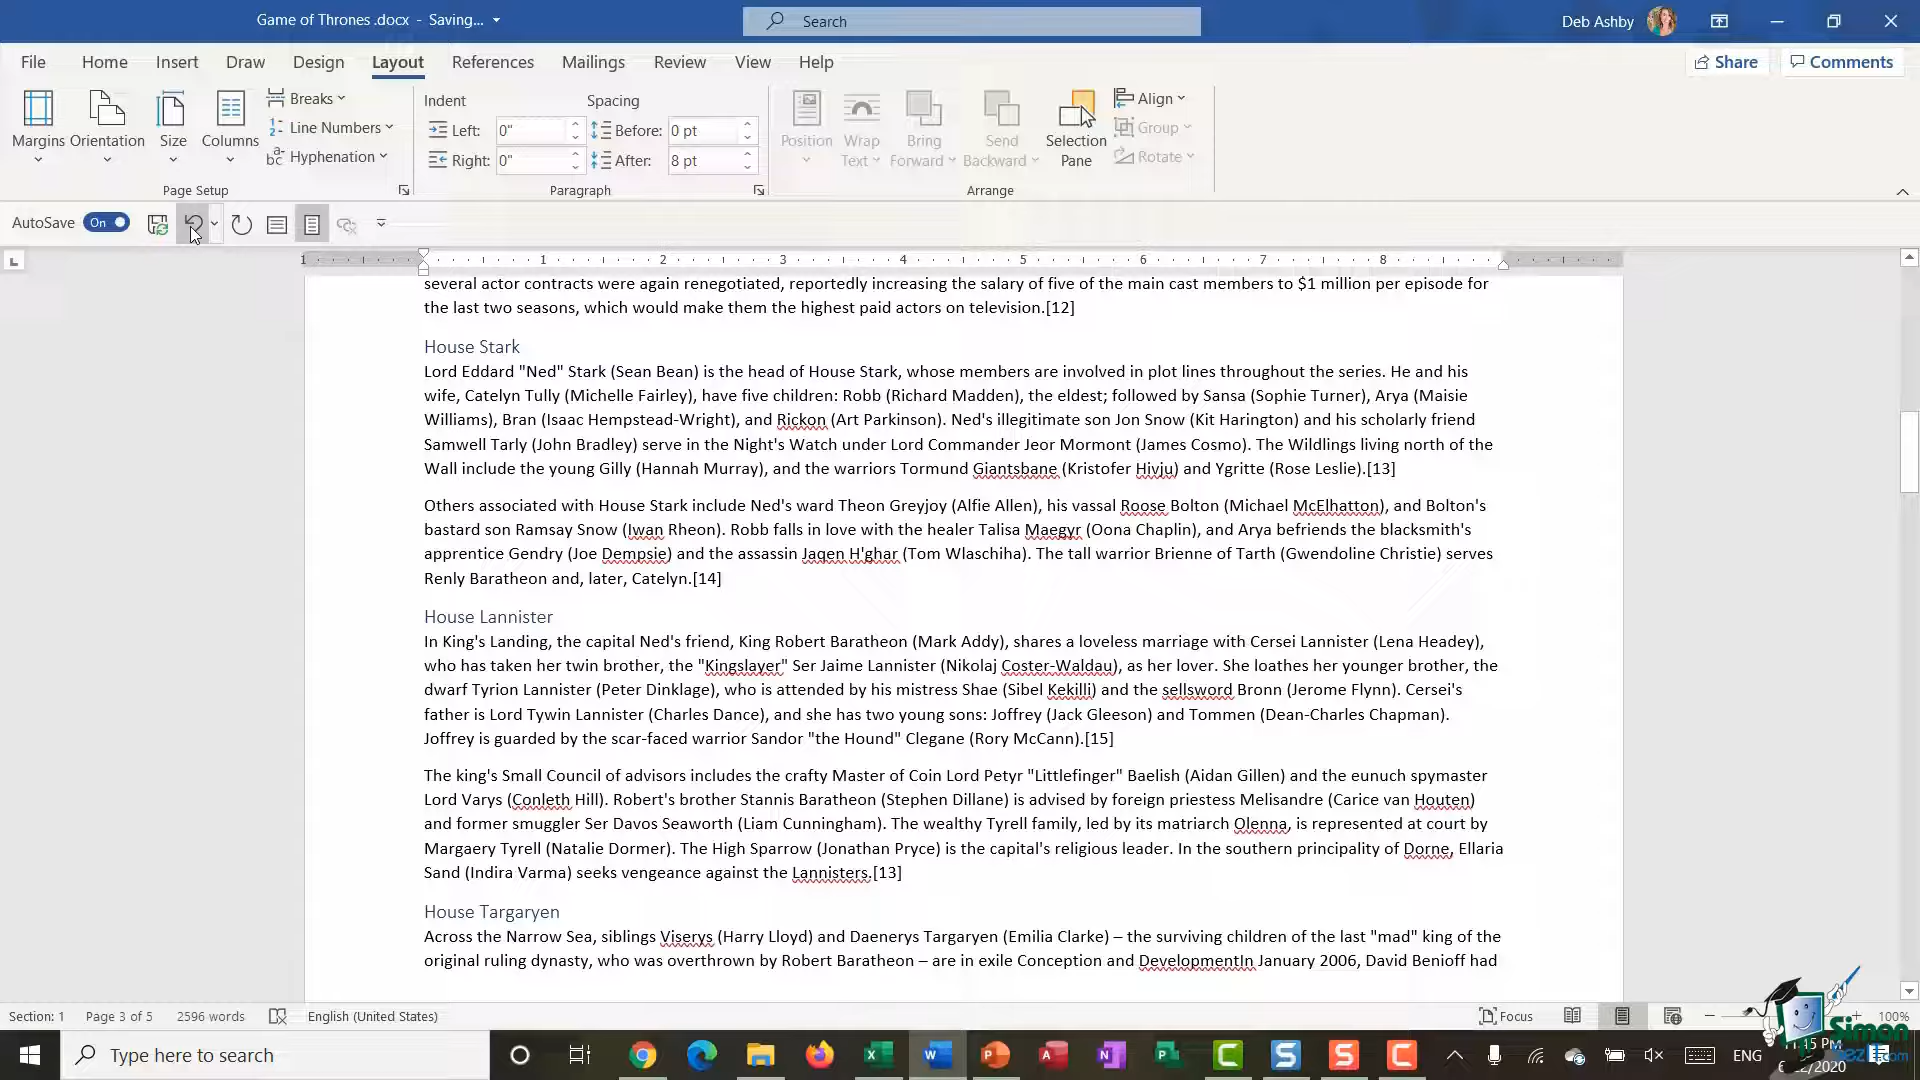 Game of Thrones .docx - Saving...
Search
Deb Ashby
File Home Insert Draw Design Layout References Mailings Review View Help
Share Comments
Margins Orientation Size Columns
Breaks
Line Numbers
Hyphenation
Page Setup
Indent Spacing
Left: 0" Before: 0 pt
Right: 0" After: 8 pt
Paragraph
Position Wrap Text Bring Forward Send Backward Selection Pane
Align
Group
Rotate
Arrange
AutoSave On
1 1 2 3 4 5 6 7 8
several actor contracts were again renegotiated, reportedly increasing the salary of five of the main cast members to $1 million per episode for
the last two seasons, which would make them the highest paid actors on television.[12]
House Stark
Lord Eddard "Ned" Stark (Sean Bean) is the head of House Stark, whose members are involved in plot lines throughout the series. He and his
wife, Catelyn Tully (Michelle Fairley), have five children: Robb (Richard Madden), the eldest; followed by Sansa (Sophie Turner), Arya (Maisie
Williams), Bran (Isaac Hempstead-Wright), and Rickon (Art Parkinson). Ned's illegitimate son Jon Snow (Kit Harington) and his scholarly friend
Samwell Tarly (John Bradley) serve in the Night's Watch under Lord Commander Jeor Mormont (James Cosmo). The Wildlings living north of the
Wall include the young Gilly (Hannah Murray), and the warriors Tormund Giantsbane (Kristofer Hivju) and Ygritte (Rose Leslie).[13]
Others associated with House Stark include Ned's ward Theon Greyjoy (Alfie Allen), his vassal Roose Bolton (Michael McElhatton), and Bolton's
bastard son Ramsay Snow (Iwan Rheon). Robb falls in love with the healer Talisa Maegyr (Oona Chaplin), and Arya befriends the blacksmith's
apprentice Gendry (Joe Dempsie) and the assassin Jaqen H'ghar (Tom Wlaschiha). The tall warrior Brienne of Tarth (Gwendoline Christie) serves
Renly Baratheon and, later, Catelyn.[14]
House Lannister
In King's Landing, the capital Ned's friend, King Robert Baratheon (Mark Addy), shares a loveless marriage with Cersei Lannister (Lena Headey),
who has taken her twin brother, the "Kingslayer" Ser Jaime Lannister (Nikolaj Coster-Waldau), as her lover. She loathes her younger brother, the
dwarf Tyrion Lannister (Peter Dinklage), who is attended by his mistress Shae (Sibel Kekilli) and the sellsword Bronn (Jerome Flynn). Cersei's
father is Lord Tywin Lannister (Charles Dance), and she has two young sons: Joffrey (Jack Gleeson) and Tommen (Dean-Charles Chapman).
Joffrey is guarded by the scar-faced warrior Sandor "the Hound" Clegane (Rory McCann).[15]
The king's Small Council of advisors includes the crafty Master of Coin Lord Petyr "Littlefinger" Baelish (Aidan Gillen) and the eunuch spymaster
Lord Varys (Conleth Hill). Robert's brother Stannis Baratheon (Stephen Dillane) is advised by foreign priestess Melisandre (Carice van Houten)
and former smuggler Ser Davos Seaworth (Liam Cunningham). The wealthy Tyrell family, led by its matriarch Olenna, is represented at court by
Margaery Tyrell (Natalie Dormer). The High Sparrow (Jonathan Pryce) is the capital's religious leader. In the southern principality of Dorne, Ellaria
Sand (Indira Varma) seeks vengeance against the Lannisters.[13]
House Targaryen
Across the Narrow Sea, siblings Viserys (Harry Lloyd) and Daenerys Targaryen (Emilia Clarke) – the surviving children of the last "mad" king of the
original ruling dynasty, who was overthrown by Robert Baratheon – are in exile Conception and DevelopmentIn January 2006, David Benioff had
Section: 1 Page 3 of 5 2596 words English (United States) Focus 100%
Type here to search
ENG
Simon
Sez it
.com